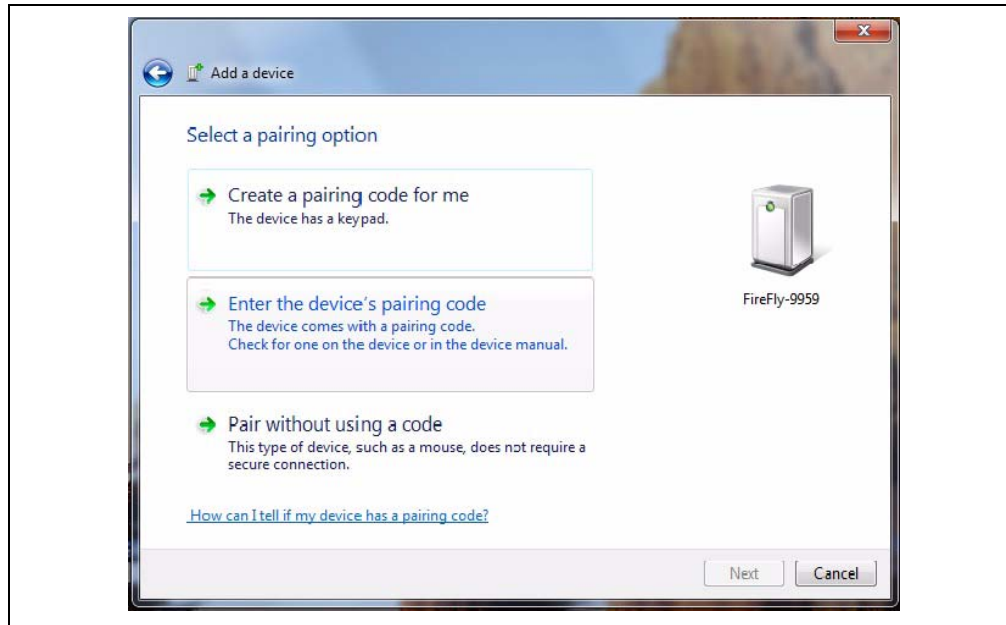 Add a device
Select a pairing option
Create a pairing code for me
The device has a keypad.
Enter the device's pairing code
The device comes with a pairing code.
Check for one on the device or in the device manual.
FireFly-9959
Pair without using a code
This type of device, such as a mouse, does not require a
secure connection.
How can I tell if my device has a pairing code?
Next
Cancel